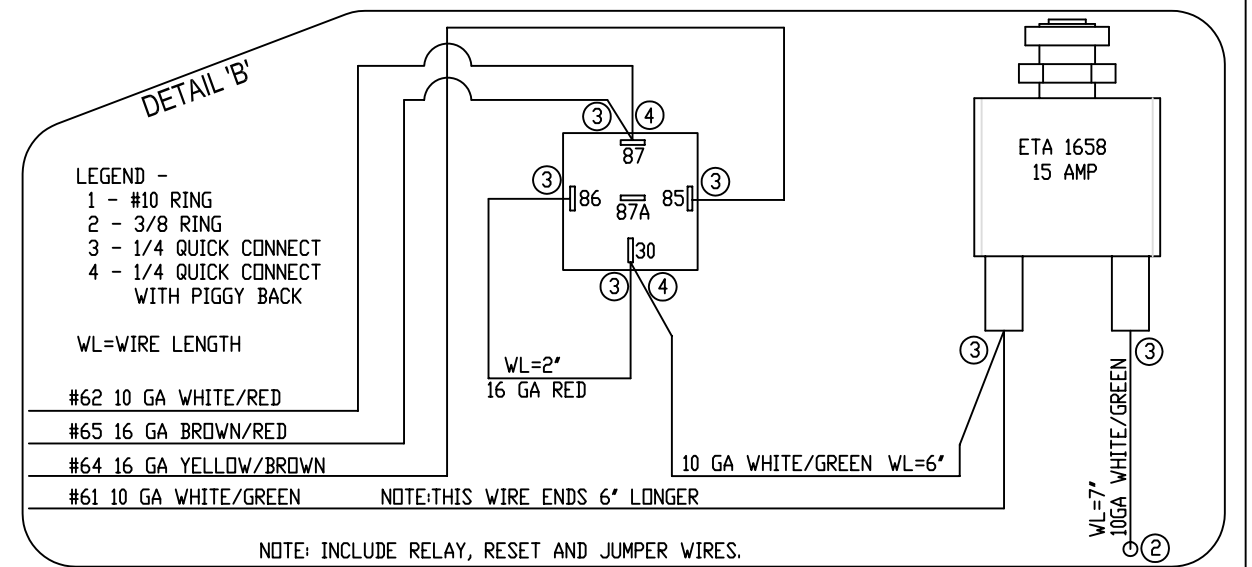 DETAIL 'B'
LEGEND -
1 - #10 RING
2 - 3/8 RING
3 - 1/4 QUICK CONNECT
4 - 1/4 QUICK CONNECT
WITH PIGGY BACK
WL=WIRE LENGTH
#62 10 GA WHITE/RED
#65 16 GA BROWN/RED
#64 16 GA YELLOW/BROWN
#61 10 GA WHITE/GREEN
NOTE:THIS WIRE ENDS 6" LONGER
NOTE: INCLUDE RELAY, RESET AND JUMPER WIRES.
3
4
87
3
86
87A
85
3
30
3
4
WL=2"
16 GA RED
10 GA WHITE/GREEN WL=6"
ETA 1658
15 AMP
3
3
WL=7"
10GA WHITE/GREEN
2